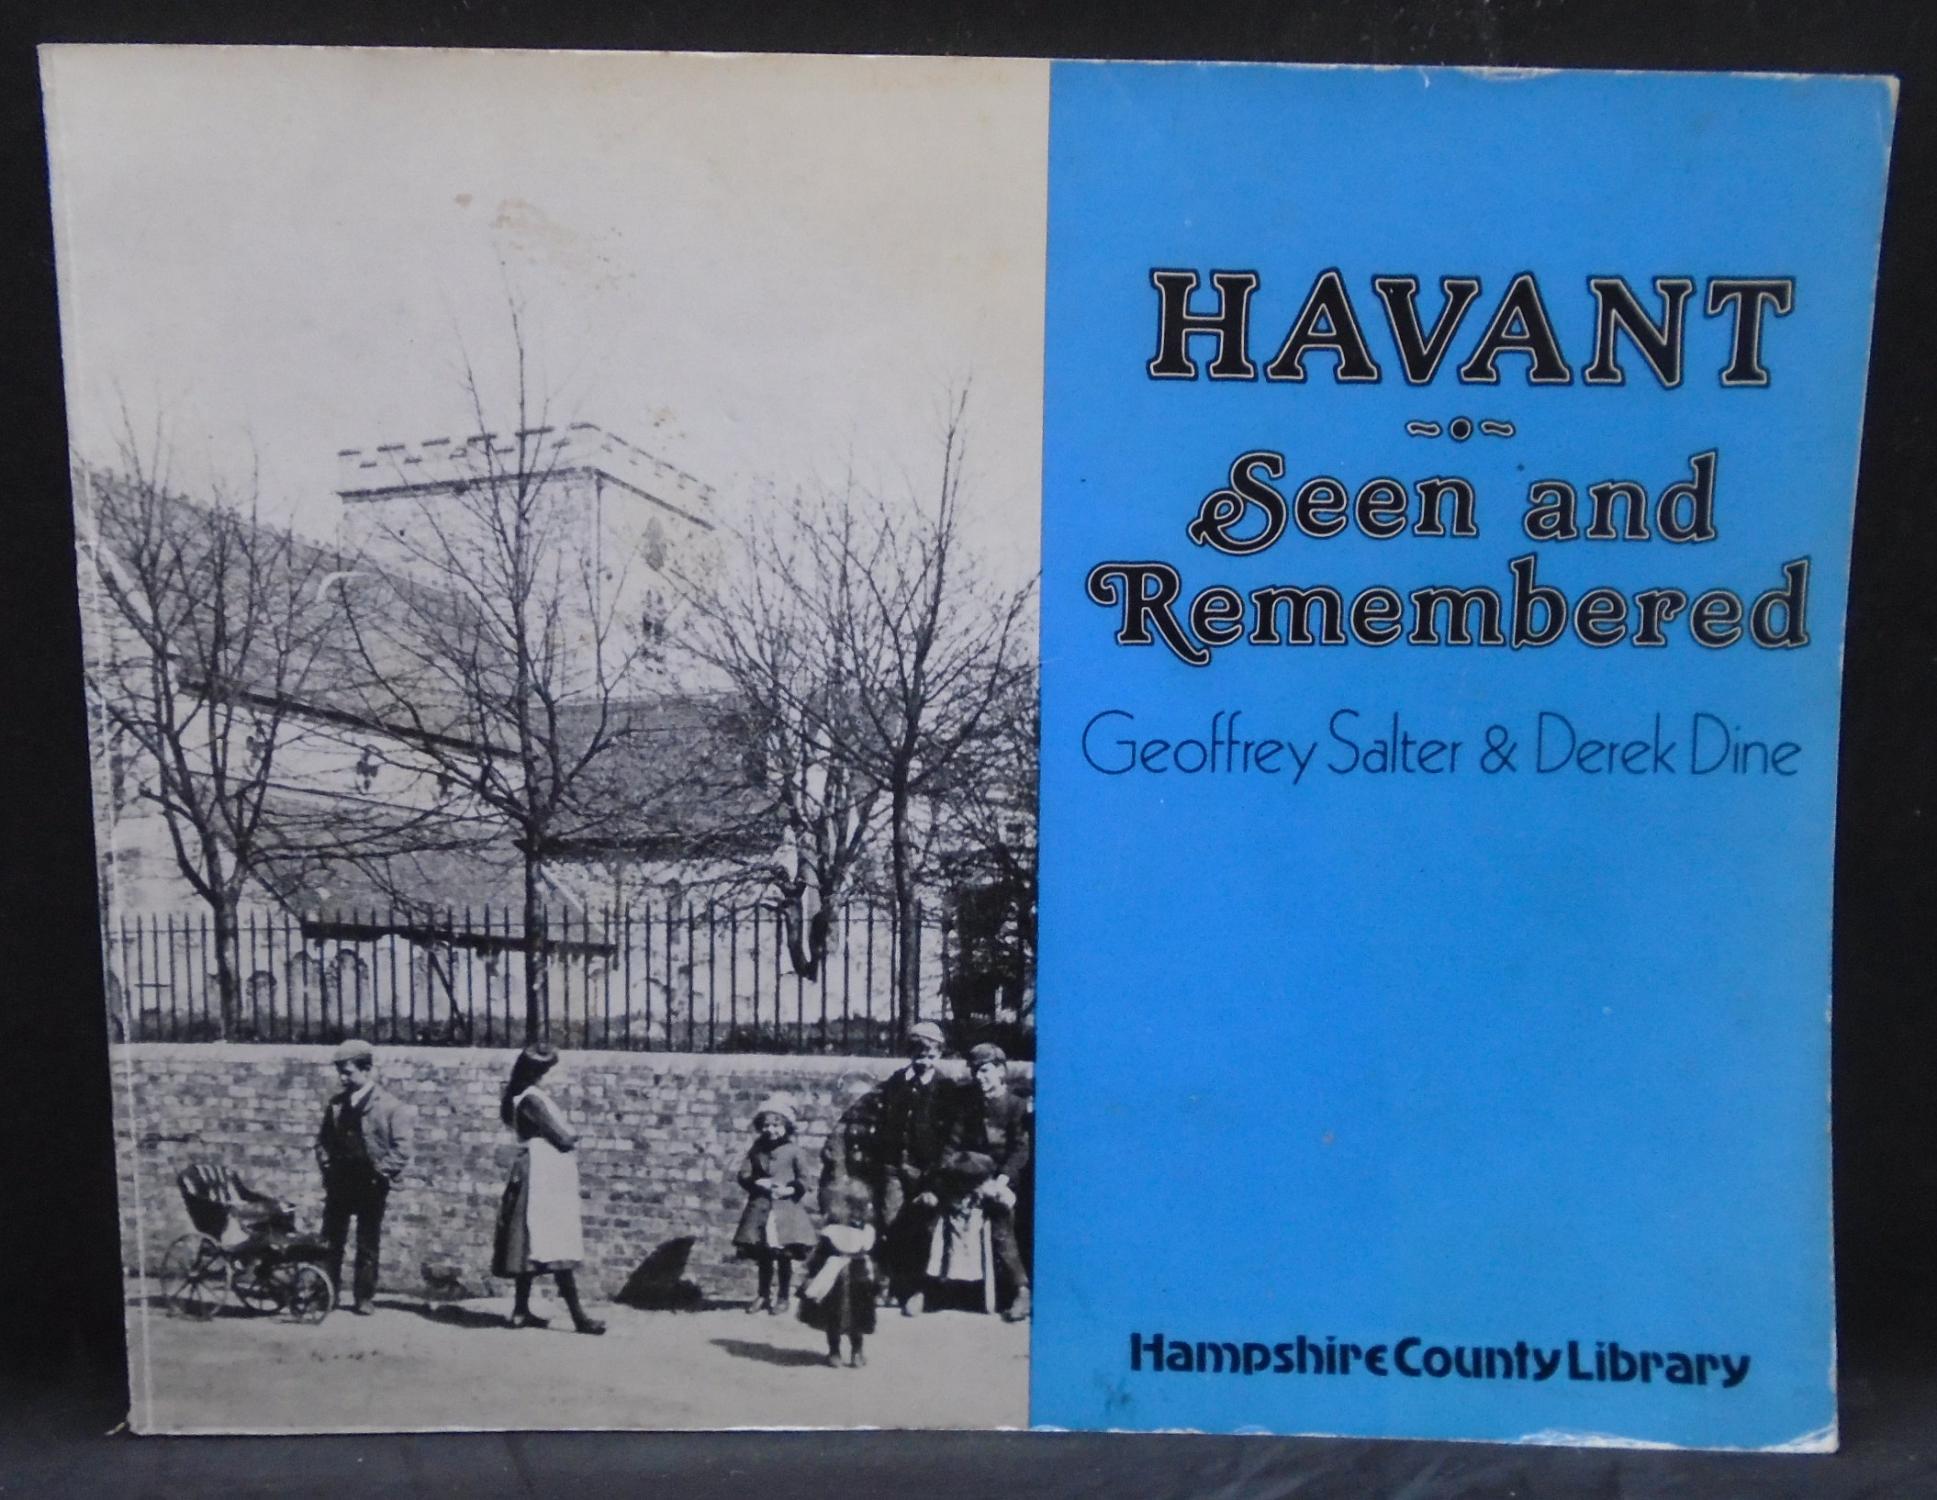 HAVANT
Seen and
Remembered
Geoffrey Salter & Derek Dine
Hampshire County Library